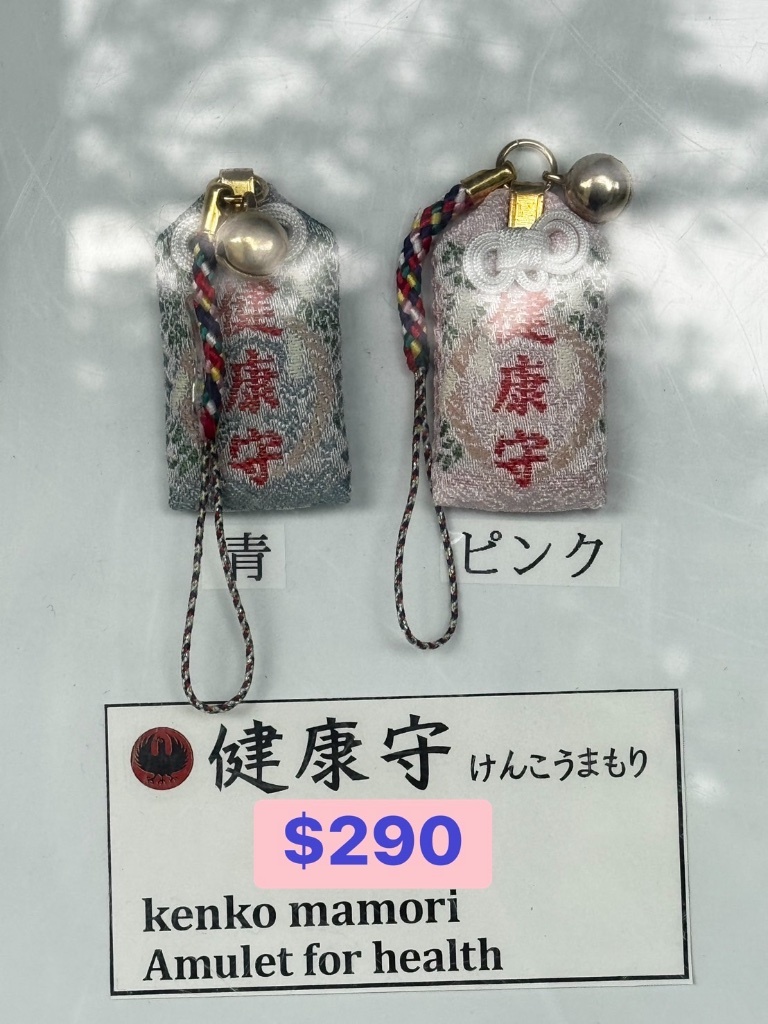 健康守
健康守
青
ピンク
健康守 けんこうまもり
$290
kenko mamori
Amulet for health